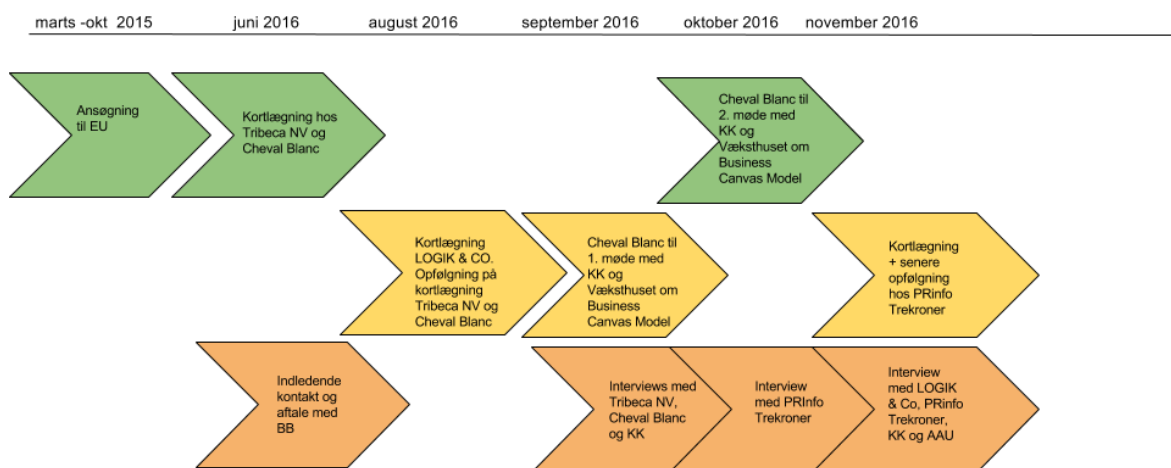 marts -okt 2015
juni 2016
august 2016
september 2016
oktober 2016
november 2016
Ansøgning
til EU
Kortlægning hos
Tribeca NV og
Cheval Blanc
Cheval Blanc til
2. møde med
KK og
Væksthuset om
Business
Canvas Model
Kortlægning
LOGIK & CO.
Opfølgning på
kortlægning
Tribeca NV og
Cheval Blanc
Cheval Blanc til
1. møde med
KK og
Væksthuset om
Business
Canvas Model
Kortlægning
+ senere
opfølgning
hos PRinfo
Trekroner
Indledende
kontakt og
aftale med
BB
Interviews med
Tribeca NV,
Cheval Blanc
og KK
Interview
med PRInfo
Trekroner
Interview
med LOGIK
& Co, PRinfo
Trekroner,
KK og AAU